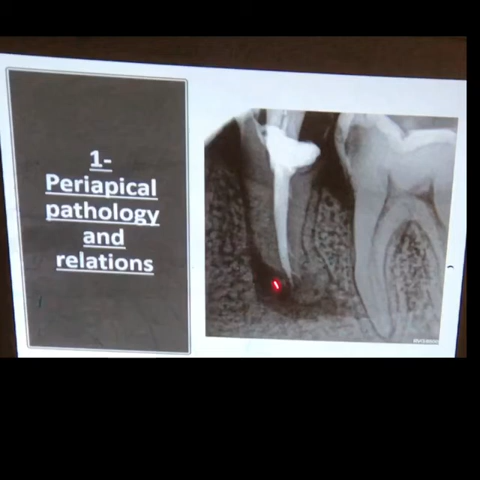 1-
Periapical
pathology
and
relations